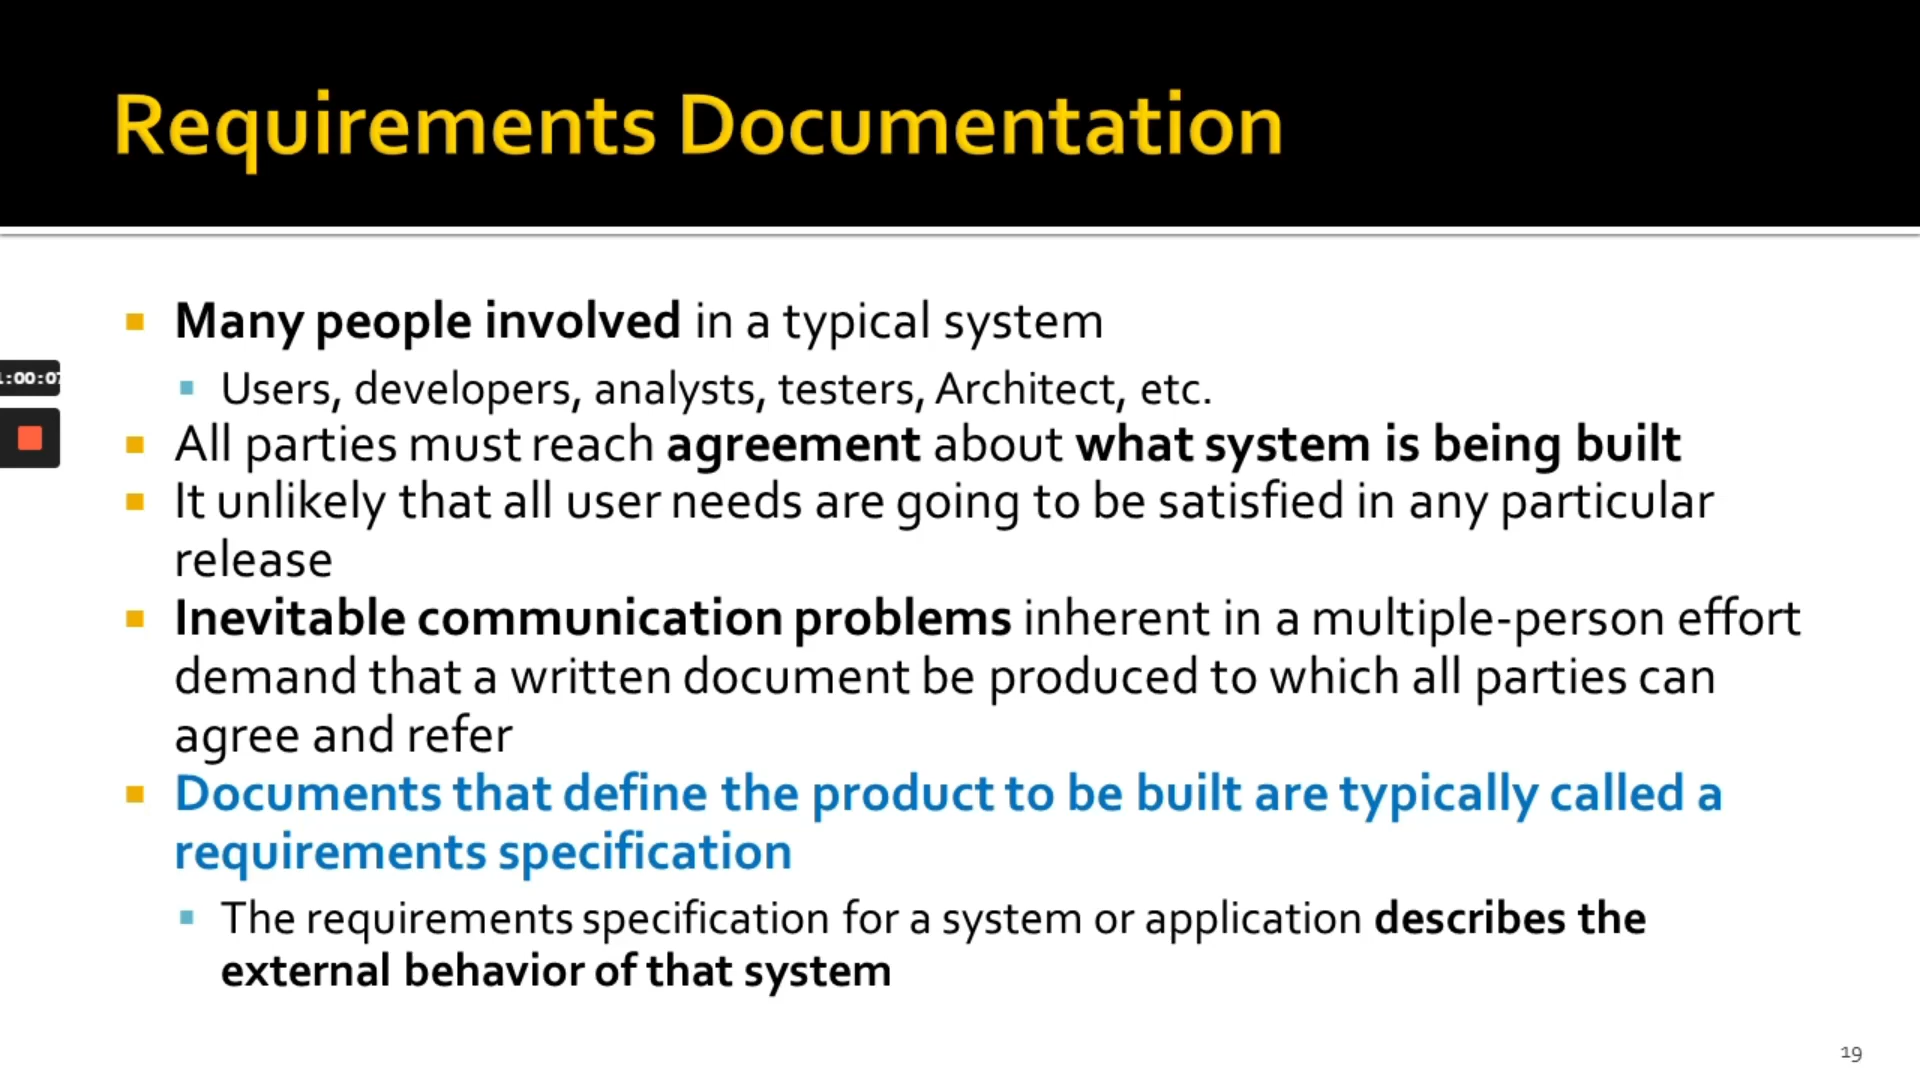 Requirements Documentation
Many people involved in a typical system
Users, developers, analysts, testers, Architect, etc.
All parties must reach agreement about what system is being built
It unlikely that all user needs are going to be satisfied in any particular
release
Inevitable communication problems inherent in a multiple-person effort
demand that a written document be produced to which all parties can
agree and refer
Documents that define the product to be built are typically called a
requirements specification
The requirements specification for a system or application describes the
external behavior of that system
19